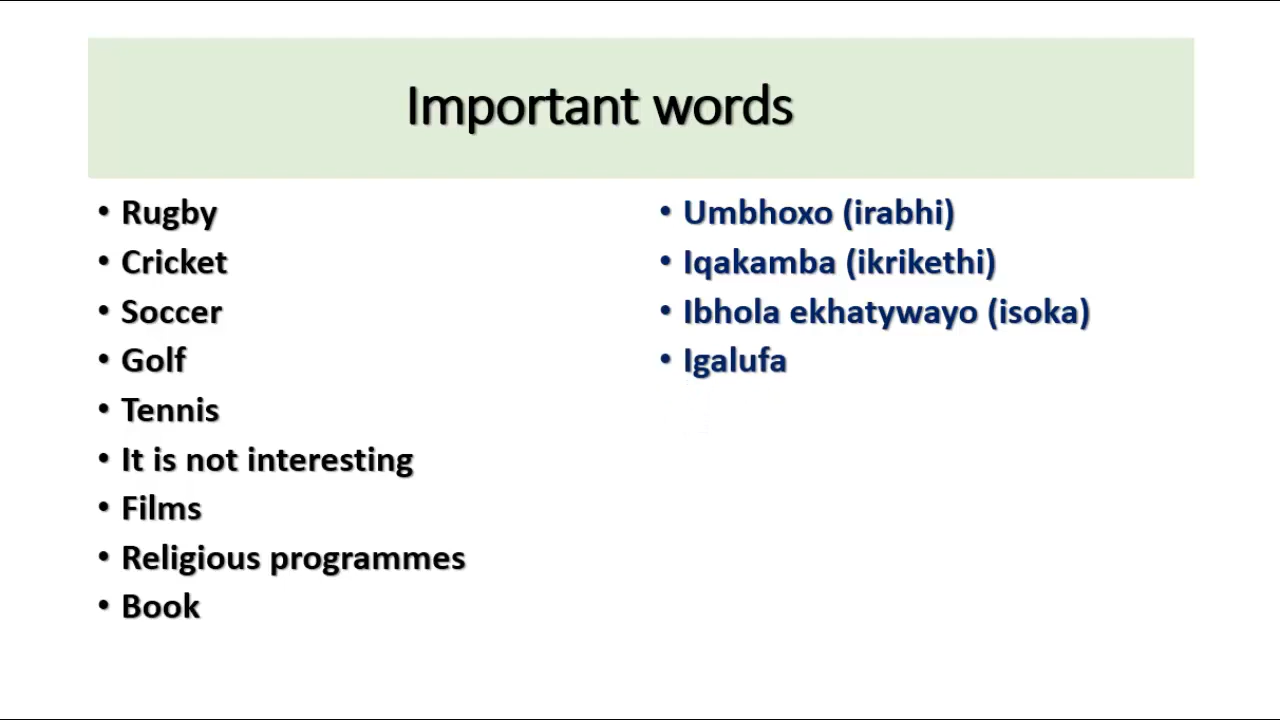 Important words
• Rugby
• Cricket
• Soccer
• Golf
• Tennis
• It is not interesting
• Films
• Religious programmes
• Book
• Umbhoxo (irabhi)
• Iqakamba (ikrikethi)
• Ibhola ekhatywayo (isoka)
• Igalufa